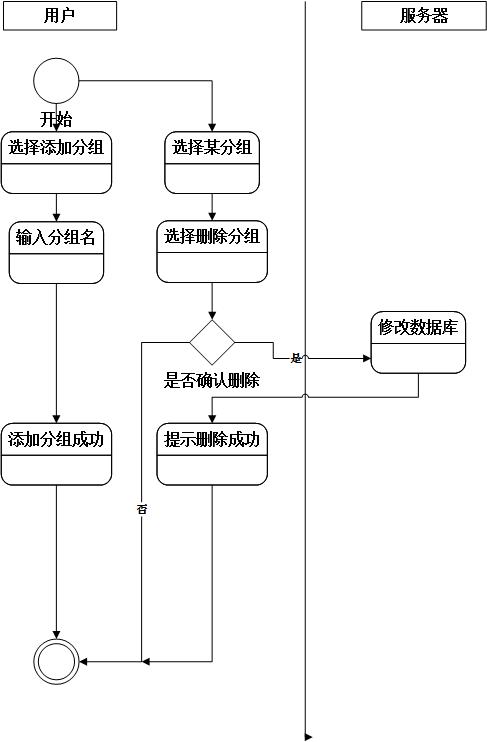 用户
服务器
开始
选择添加分组
选择某分组
输入分组名
选择删除分组
修改数据库
是
是否确认删除
添加分组成功
提示删除成功
否